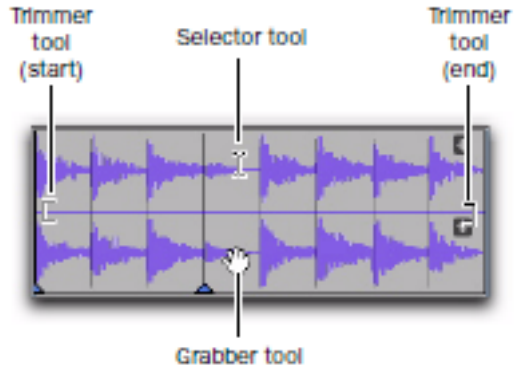 Trimmer
tool
(start)
Selector tool
Trimmer
tool
(end)
Grabber tool